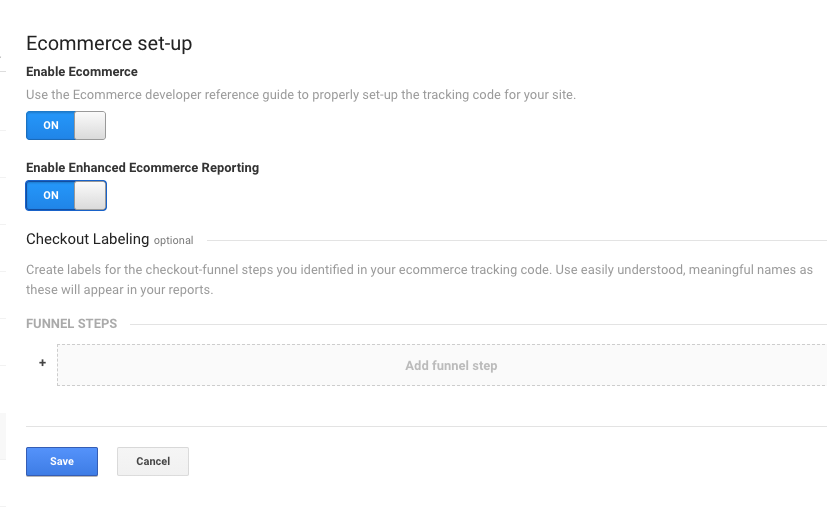 Ecommerce set-up
Enable Ecommerce
Use the Ecommerce developer reference guide to properly set-up the tracking code for your site.
ON
Enable Enhanced Ecommerce Reporting
ON
Checkout Labeling optional
Create labels for the checkout-funnel steps you identified in your ecommerce tracking code. Use easily understood, meaningful names as
these will appear in your reports.
FUNNEL STEPS
+ Add funnel step
Save Cancel